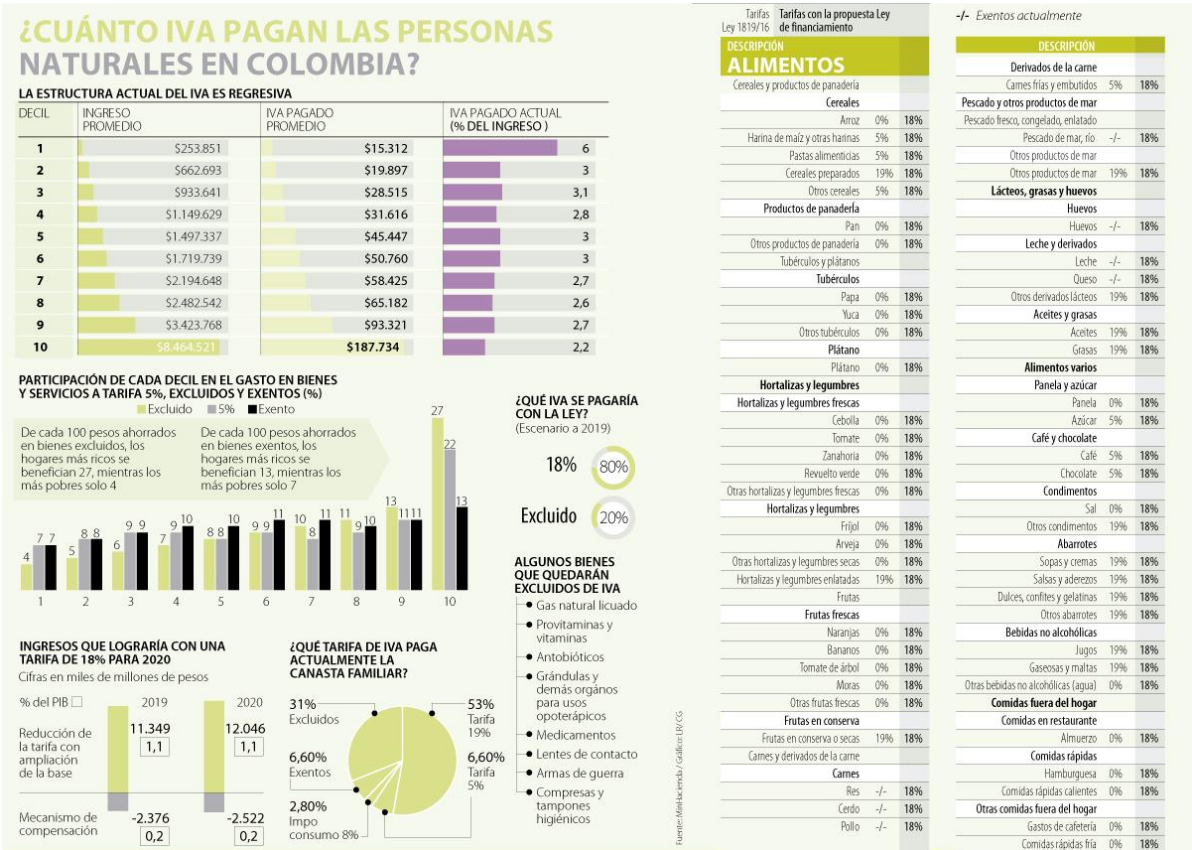 ¿CUÁNTO IVA PAGAN LAS PERSONAS
NATURALES EN COLOMBIA?
LA ESTRUCTURA ACTUAL DEL IVA ES REGRESIVA
DECIL INGRESO PROMEDIO IVA PAGADO PROMEDIO IVA PAGADO ACTUAL (% DEL INGRESO )
1 $253.851 $15.312 6
2 $662.693 $19.897 3
3 $933.641 $28.515 3,1
4 $1.149.629 $31.616 2,8
5 $1.497.337 $45.447 3
6 $1.719.739 $50.760 3
7 $2.194.648 $58.425 2,7
8 $2.482.542 $65.182 2,6
9 $3.423.768 $93.321 2,7
10 $8.464.521 $187.734 2,2
PARTICIPACIÓN DE CADA DECIL EN EL GASTO EN BIENES
Y SERVICIOS A TARIFA 5%, EXCLUIDOS Y EXENTOS (%)
Excluido 5% Exento
De cada 100 pesos ahorrados
en bienes excluidos, los
hogares más ricos se
benefician 27, mientras los
más pobres solo 4
De cada 100 pesos ahorrados
en bienes exentos, los
hogares más ricos se
benefician 13, mientras los
más pobres solo 7
4 7 7
5 8 8
6 9 9
7 9 10
8 8 10
9 9 11
10 8 11
11 9 10
13 11 11
27 22 13
1 2 3 4 5 6 7 8 9 10
¿QUÉ IVA SE PAGARÍA
CON LA LEY?
(Escenario a 2019)
18% 80%
Excluido 20%
ALGUNOS BIENES
QUE QUEDARÁN
EXCLUIDOS DE IVA
Gas natural licuado
Provitaminas y
vitaminas
Antobióticos
Grándulas y
demás orgános
para usos
opoterápicos
Medicamentos
Lentes de contacto
Armas de guerra
Compresas y
tampones
higiénicos
INGRESOS QUE LOGRARÍA CON UNA
TARIFA DE 18% PARA 2020
Cifras en miles de millones de pesos
% del PIB 2019 2020
Reducción de
la tarifa con
ampliación
de la base
11.349 12.046
1,1 1,1
Mecanismo de
compensación
-2.376 -2.522
0,2 0,2
¿QUÉ TARIFA DE IVA PAGA
ACTUALMENTE LA
CANASTA FAMILIAR?
31%
Excluidos
6,60%
Exentos
2,80%
Impo
consumo 8%
53%
Tarifa
19%
6,60%
Tarifa
5%
Fuente: MinHacienda / Gráfico: LR/ CG
Tarifas
Ley 1819/16
Tarifas con la propuesta Ley
de financiamiento
DESCRIPCIÓN
ALIMENTOS
Cereales y productos de panadería
Cereales
Arroz 0% 18%
Harina de maíz y otras harinas 5% 18%
Pastas alimenticias 5% 18%
Cereales preparados 19% 18%
Otros cereales 5% 18%
Productos de panadería
Pan 0% 18%
Otros productos de panadería 0% 18%
Tubérculos y plátanos
Tubérculos
Papa 0% 18%
Yuca 0% 18%
Otros tubérculos 0% 18%
Plátano
Plátano 0% 18%
Hortalizas y legumbres
Hortalizas y legumbres frescas
Cebolla 0% 18%
Tomate 0% 18%
Zanahoria 0% 18%
Revuelto verde 0% 18%
Otras hortalizas y legumbres frescas 0% 18%
Hortalizas y legumbres
Fríjol 0% 18%
Arveja 0% 18%
Otras hortalizas y legumbres secas 0% 18%
Hortalizas y legumbres enlatadas 19% 18%
Frutas
Frutas frescas
Naranjas 0% 18%
Bananos 0% 18%
Tomate de árbol 0% 18%
Moras 0% 18%
Otras frutas frescas 0% 18%
Frutas en conserva
Frutas en conserva o secas 19% 18%
Carnes y derivados de la carne
Carnes
Res -/- 18%
Cerdo -/- 18%
Pollo -/- 18%
-/- Exentos actualmente
DESCRIPCIÓN
Derivados de la carne
Carnes frías y embutidos 5% 18%
Pescado y otros productos de mar
Pescado fresco, congelado, enlatado
Pescado de mar, río -/- 18%
Otros productos de mar
Otros productos de mar 19% 18%
Lácteos, grasas y huevos
Huevos
Huevos -/- 18%
Leche y derivados
Leche -/- 18%
Queso -/- 18%
Otros derivados lácteos 19% 18%
Aceites y grasas
Aceites 19% 18%
Grasas 19% 18%
Alimentos varios
Panela y azúcar
Panela 0% 18%
Azúcar 5% 18%
Café y chocolate
Café 5% 18%
Chocolate 5% 18%
Condimentos
Sal 0% 18%
Otros condimentos 19% 18%
Abarrotes
Sopas y cremas 19% 18%
Salsas y aderezos 19% 18%
Dulces, confites y gelatinas 19% 18%
Otros abarrotes 19% 18%
Bebidas no alcohólicas
Jugos 19% 18%
Gaseosas y maltas 19% 18%
Otras bebidas no alcohólicas (agua) 0% 18%
Comidas fuera del hogar
Comidas en restaurante
Almuerzo 0% 18%
Comidas rápidas
Hamburguesa 0% 18%
Comidas rápidas calientes 0% 18%
Otras comidas fuera del hogar
Gastos de cafetería 0% 18%
Comidas rápidas fría 0% 18%